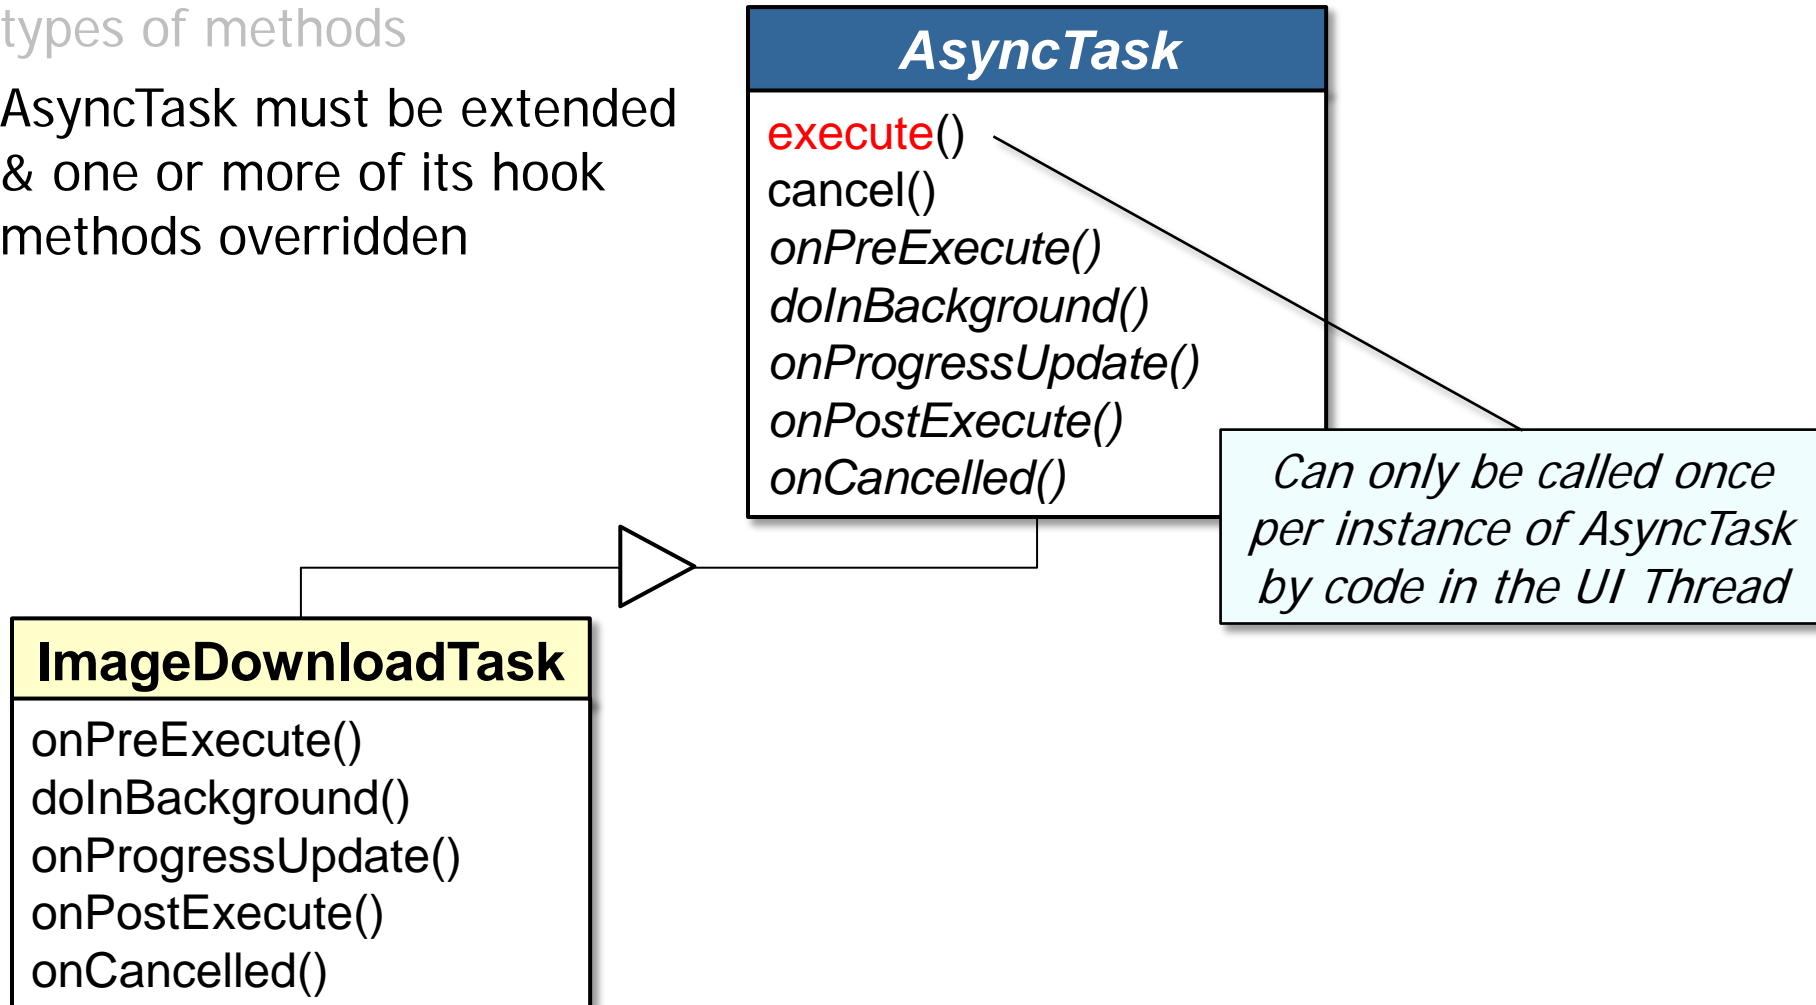 types of methods
AsyncTask must be extended
& one or more of its hook
methods overridden
AsyncTask
execute()
cancel()
onPreExecute()
doInBackground()
onProgressUpdate()
onPostExecute()
onCancelled()
Can only be called once
per instance of AsyncTask
by code in the UI Thread
ImageDownloadTask
onPreExecute()
doInBackground()
onProgressUpdate()
onPostExecute()
onCancelled()